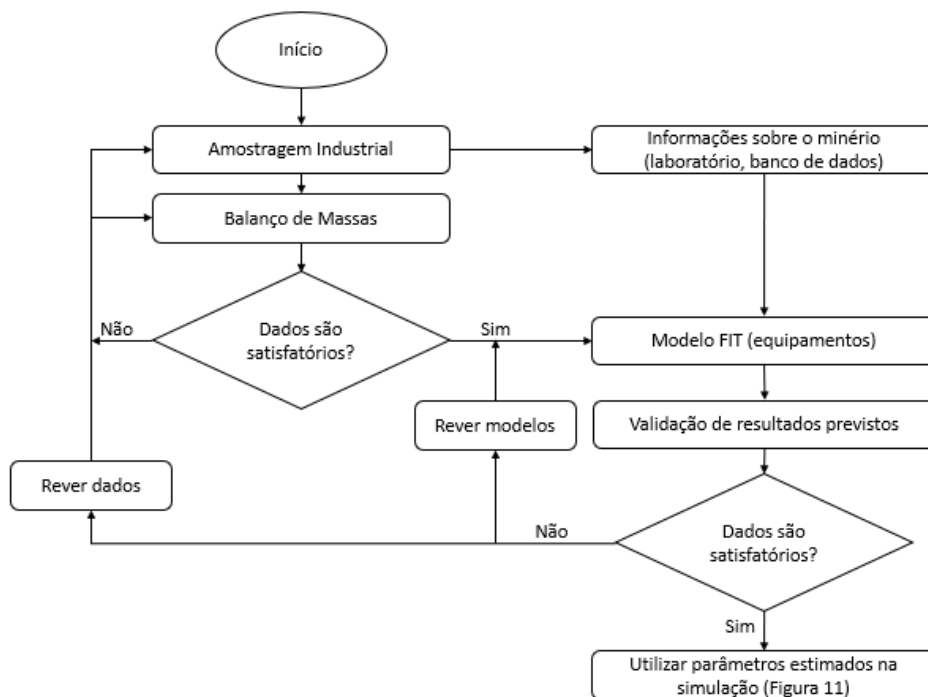 Início
Amostragem Industrial
Informações sobre o minério
(laboratório, banco de dados)
Balanço de Massas
Não
Dados são
satisfatórios?
Sim
Modelo FIT (equipamentos)
Rever modelos
Validação de resultados previstos
Rever dados
Não
Dados são
satisfatórios?
Sim
Utilizar parâmetros estimados na
simulação (Figura 11)